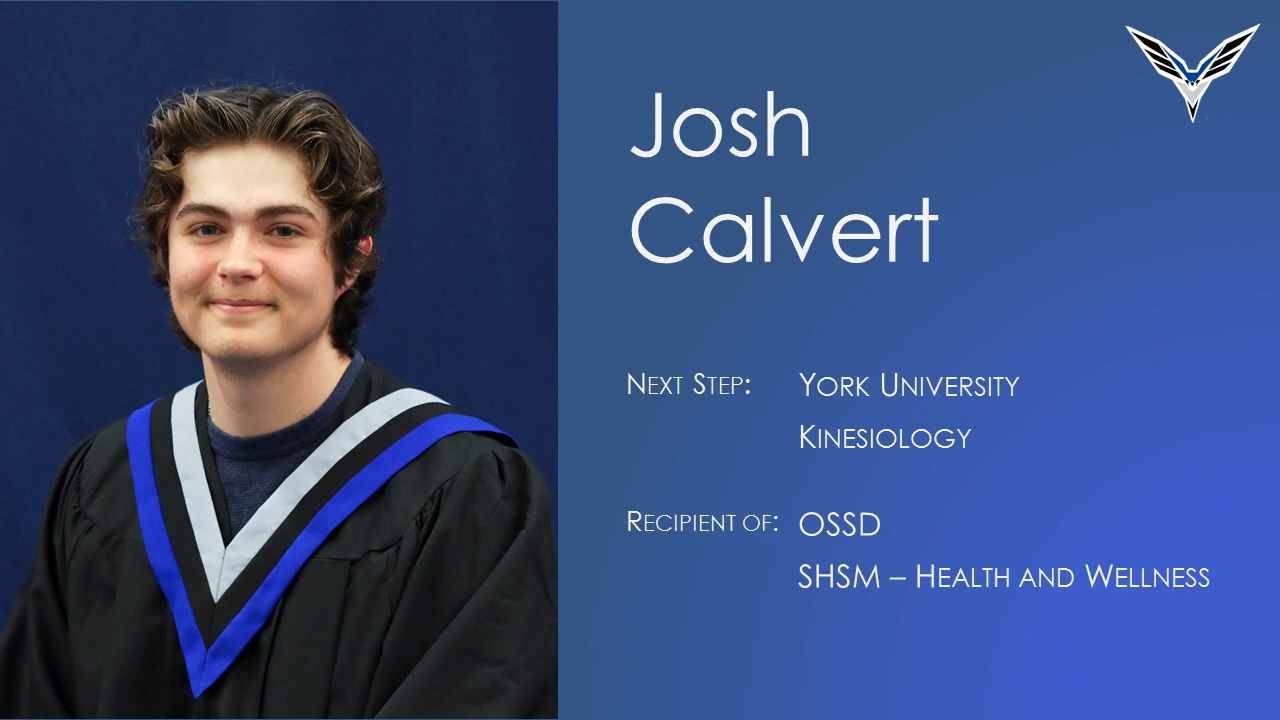 Josh
Calvert
Next Step: York University
Kinesiology
Recipient of: OSSD
SHSM – Health and Wellness